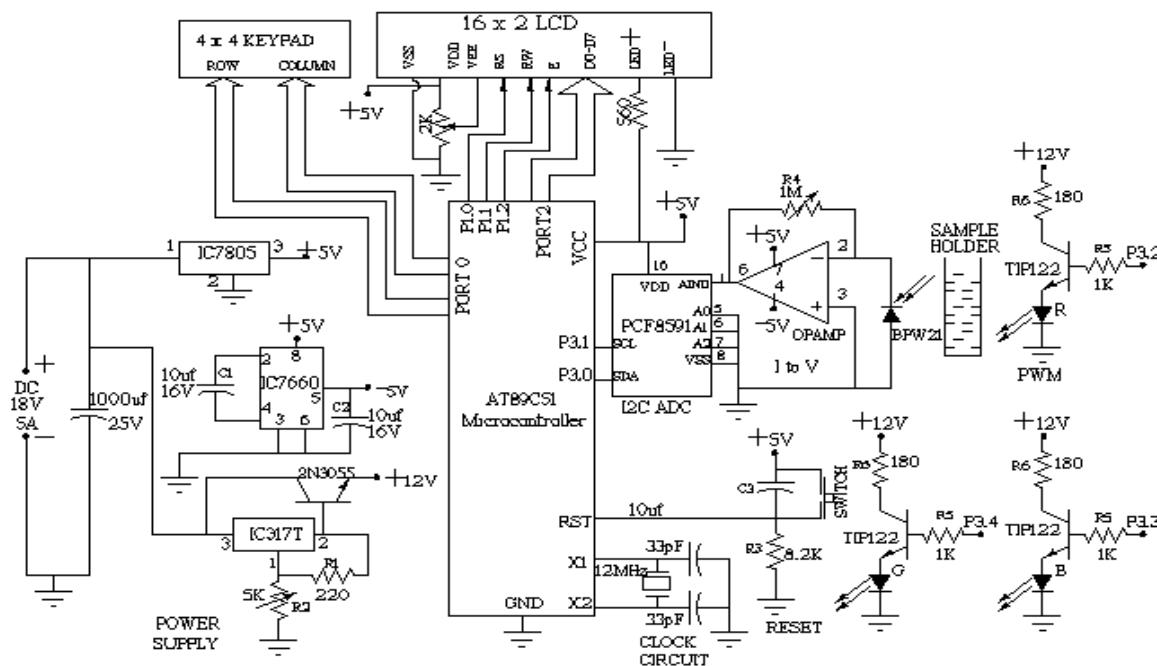 4 x 4 KEYPAD
ROW COLUMN
16 x 2 LCD
VSS VDD VEE RS RW E D0-D7 LED+ LED-
+5V
2K
560
P1.0 P1.1 P1.2 PORT2
VCC
+5V
PORT 0
AT89C51
Microcontroller
P3.1
P3.0
RST
X1
X2
GND
1 IC7805 3
2
+5V
DC
18V
5A
+
-
1000uf
25V
+5V
8
2
IC7660
4
5
3 6
10uf
16V
C1
-5V
C2
10uf
16V
2N3055
+12V
3 IC317T 2
1
R1
220
5K
R2
POWER
SUPPLY
16
VDD AIN0
PCF8591
SCL
SDA
A0 5
A1 6
A2 7
VSS 8
I2C ADC
R4
1M
+5V
7
6
4
-5V
2
-
+
3
OPAMP
I to V
BPW21
SAMPLE
HOLDER
+12V
R6 180
TIP122
R5
1K
P3.2
R
PWM
+5V
C3
10uf
SWITCH
R3 8.2K
RESET
33pF
12MHz
33pF
CLOCK
CIRCUIT
+12V
R6 180
TIP122
R5
1K
P3.4
G
+12V
R6 180
TIP122
R5
1K
P3.3
B